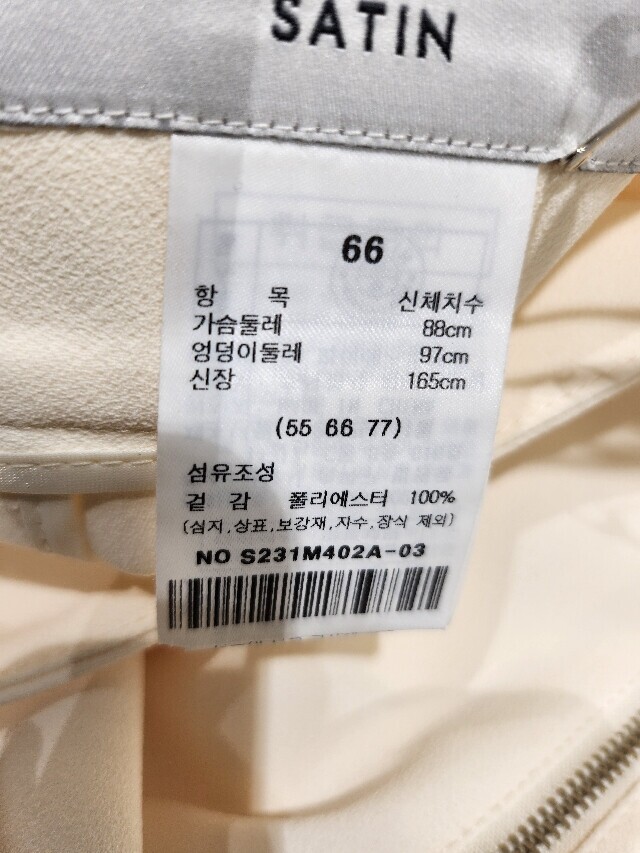 SATIN
66
항 목 신체치수
가슴둘레 88cm
엉덩이둘레 97cm
신장 165cm
(55 66 77)
섬유조성
겉 감 폴리에스터 100%
(심지,상표,보강재,자수,장식 제외)
NO S231M402A-03